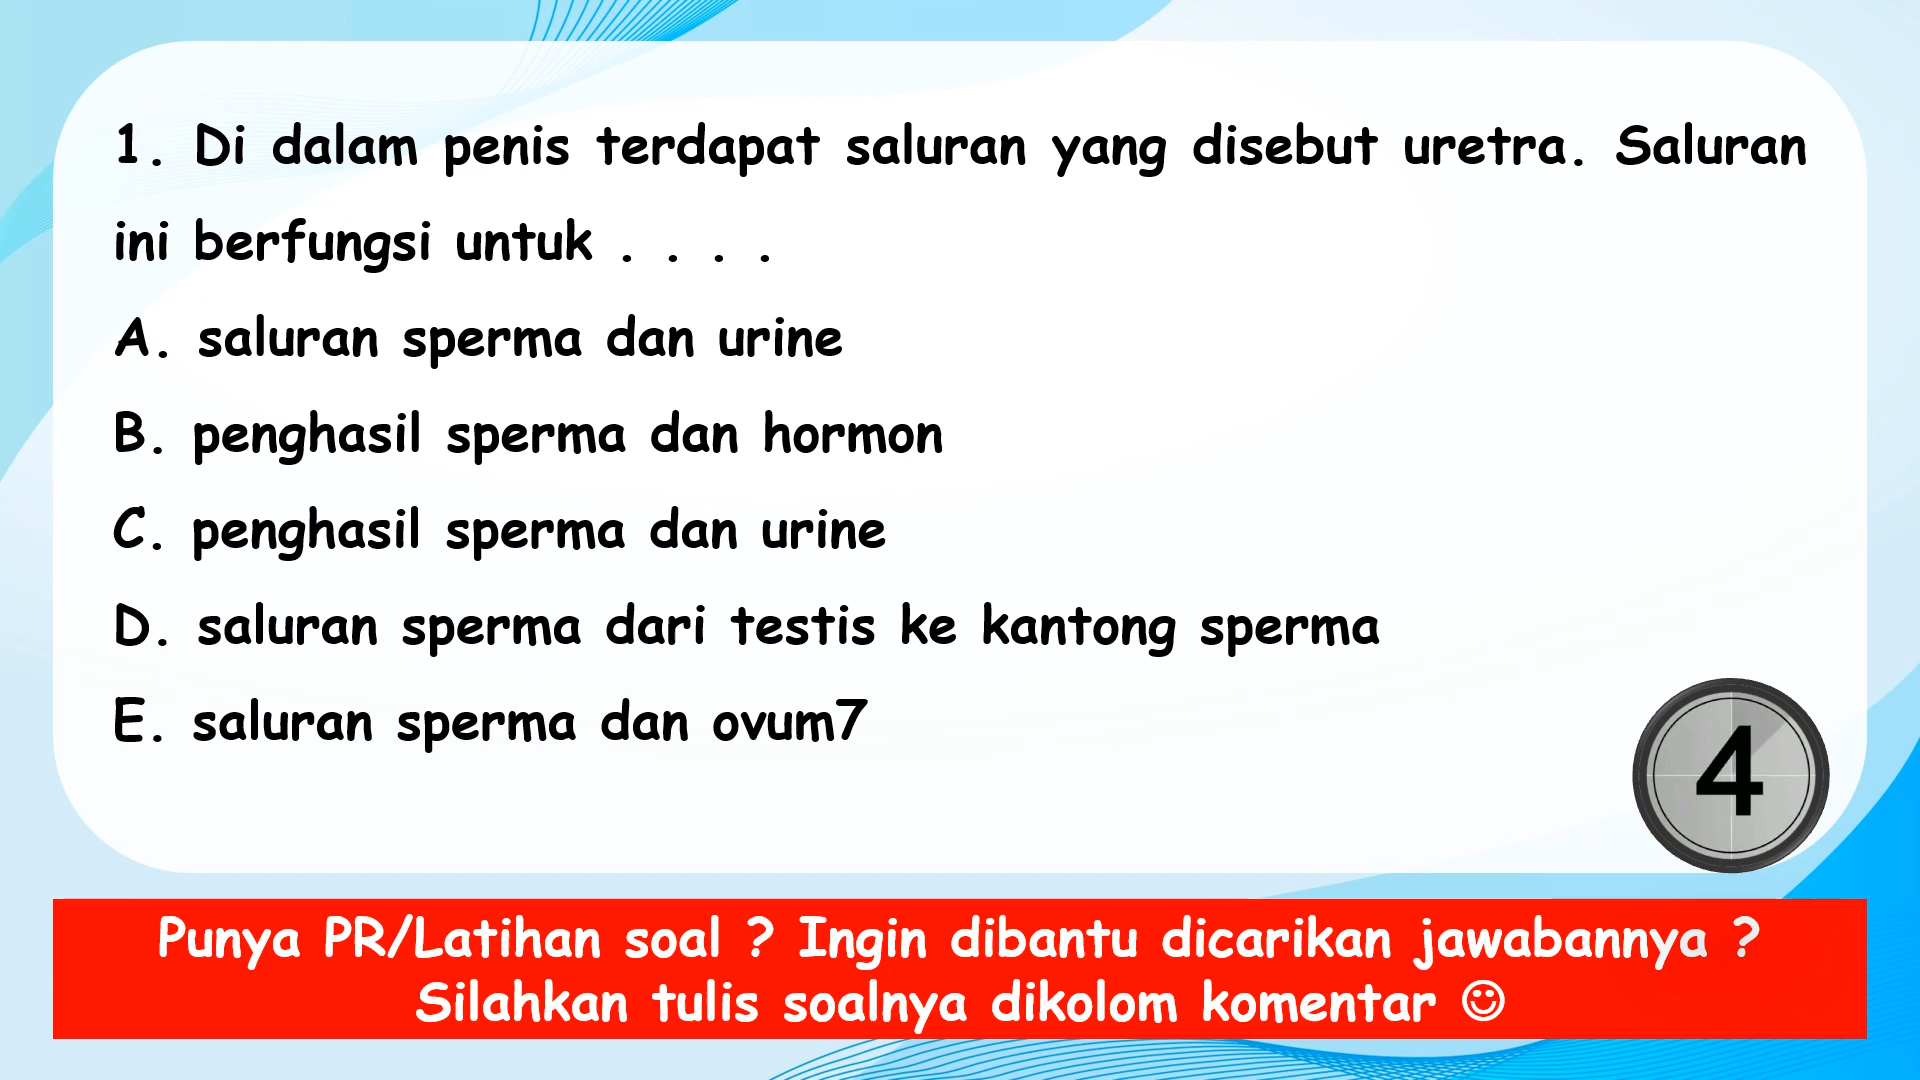 1. Di dalam penis terdapat saluran yang disebut uretra. Saluran
ini berfungsi untuk . . . .
A. saluran sperma dan urine
B. penghasil sperma dan hormon
C. penghasil sperma dan urine
D. saluran sperma dari testis ke kantong sperma
E. saluran sperma dan ovum7
4
Punya PR/Latihan soal ? Ingin dibantu dicarikan jawabannya ?
Silahkan tulis soalnya dikolom komentar ☺